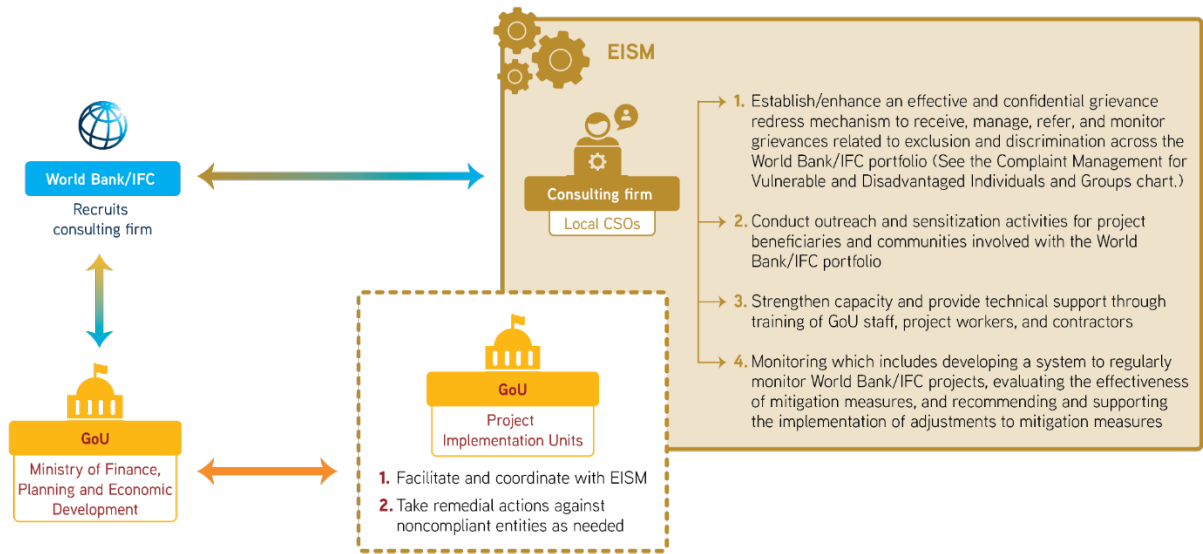 EISM
World Bank/IFC
Recruits
consulting firm
Consulting firm
Local CSOs
1. Establish/enhance an effective and confidential grievance
redress mechanism to receive, manage, refer, and monitor
grievances related to exclusion and discrimination across the
World Bank/IFC portfolio (See the Complaint Management for
Vulnerable and Disadvantaged Individuals and Groups chart.)
2. Conduct outreach and sensitization activities for project
beneficiaries and communities involved with the World
Bank/IFC portfolio
3. Strengthen capacity and provide technical support through
training of GoU staff, project workers, and contractors
4. Monitoring which includes developing a system to regularly
monitor World Bank/IFC projects, evaluating the effectiveness
of mitigation measures, and recommending and supporting
the implementation of adjustments to mitigation measures
GoU
Ministry of Finance,
Planning and Economic
Development
GoU
Project
Implementation Units
1. Facilitate and coordinate with EISM
2. Take remedial actions against
noncompliant entities as needed